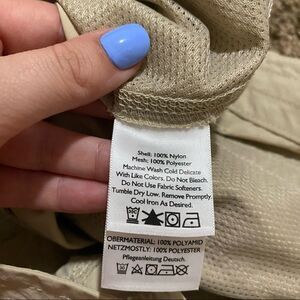 Shell: 100% Nylon
Mesh: 100% Polyester
Machine Wash Cold Delicate
With Like Colors. Do Not Bleach.
Do Not Use Fabric Softeners.
Tumble Dry Low. Remove Promptly.
Cool Iron As Desired.
OBERMATERIAL: 100% POLYAMID
NETZMOSTLY: 100% POLYESTER
Pflegeanleitung Deutsch.